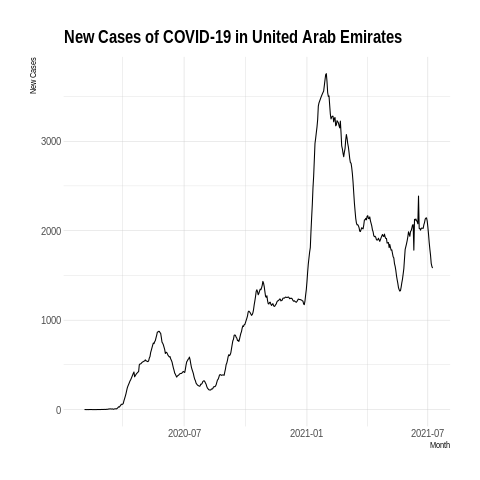 New Cases of COVID-19 in United Arab Emirates
New Cases
3000
2000
1000
0
2020-07
2021-01
2021-07
Month